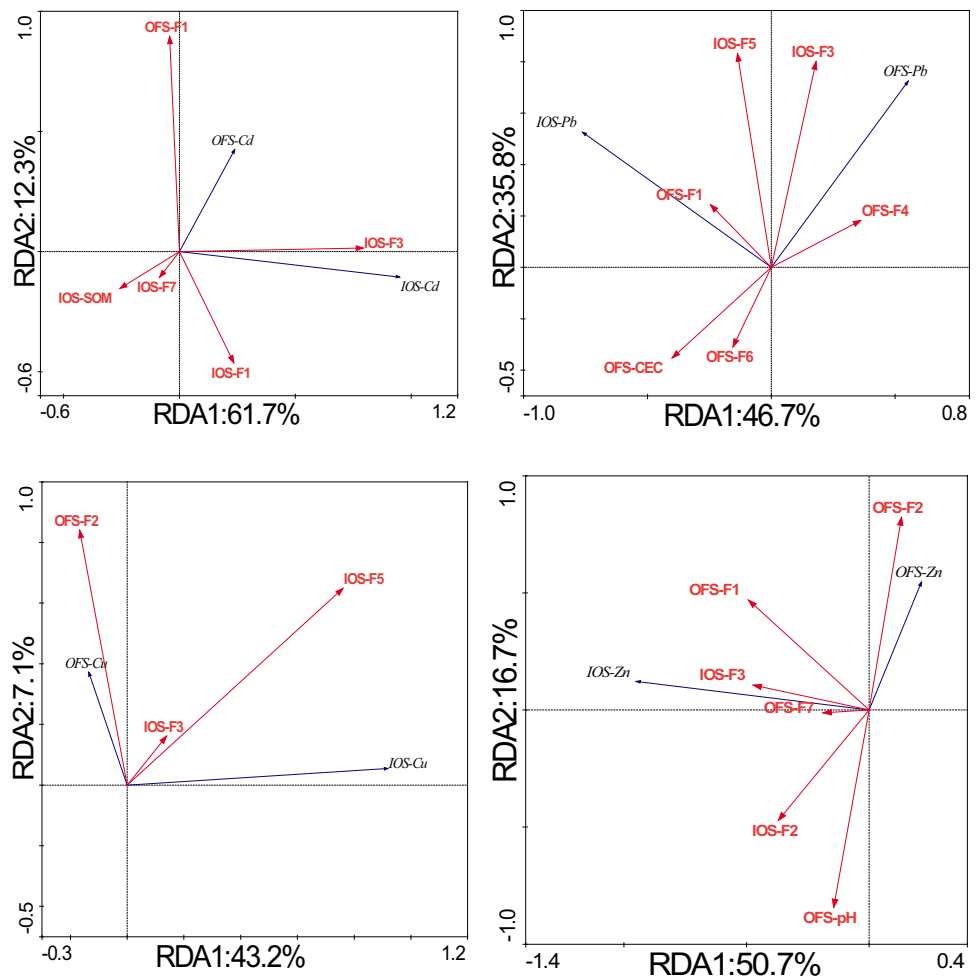 1.0
OFS-F1
OFS-Cd
IOS-F3
IOS-Cd
IOS-SOM
IOS-F7
IOS-F1
RDA2:12.3%
-0.6
-0.6
RDA1:61.7%
1.2
1.0
IOS-F5
IOS-F3
OFS-Pb
IOS-Pb
OFS-F1
OFS-F4
OFS-CEC
OFS-F6
RDA2:35.8%
-0.5
-1.0
RDA1:46.7%
0.8
1.0
OFS-F2
IOS-F5
OFS-Cu
IOS-F3
IOS-Cu
RDA2:7.1%
-0.5
-0.3
RDA1:43.2%
1.2
1.0
OFS-F2
OFS-Zn
OFS-F1
IOS-Zn
IOS-F3
OFS-F7
IOS-F2
OFS-pH
RDA2:16.7%
-1.0
-1.4
RDA1:50.7%
0.4